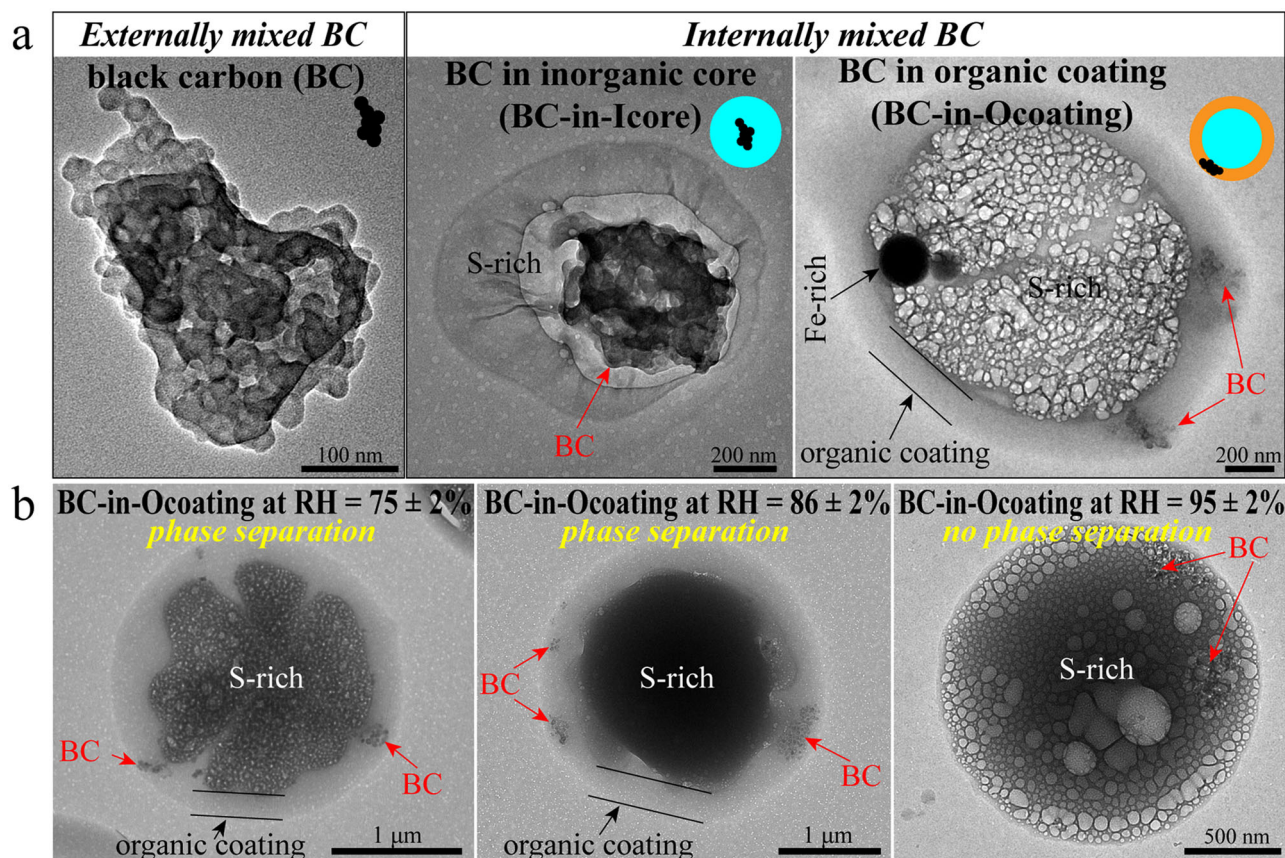 a
Externally mixed BC
Internally mixed BC
black carbon (BC)
BC in inorganic core
(BC-in-Icore)
BC in organic coating
(BC-in-Ocoating)
S-rich
BC
Fe-rich
S-rich
BC
organic coating
100 nm
200 nm
200 nm
b
BC-in-Ocoating at RH = 75 ± 2%
phase separation
BC-in-Ocoating at RH = 86 ± 2%
phase separation
BC-in-Ocoating at RH = 95 ± 2%
no phase separation
S-rich
BC
BC
organic coating
1 μm
S-rich
BC
BC
organic coating
1 μm
BC
S-rich
500 nm